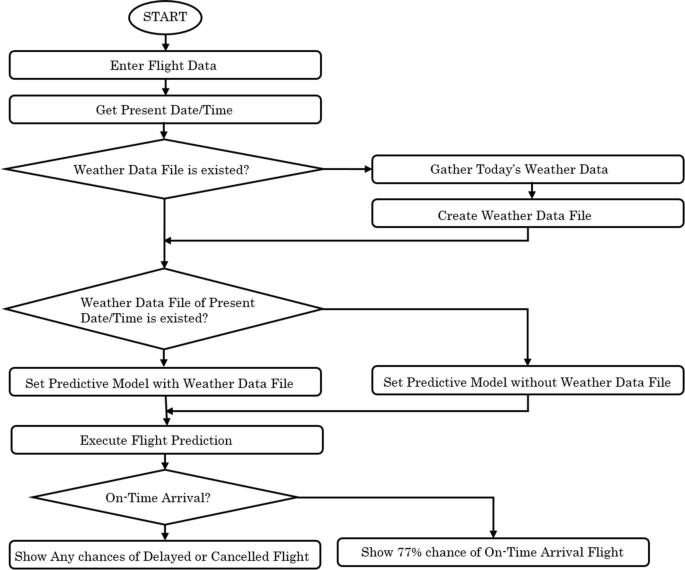 START
Enter Flight Data
Get Present Date/Time
Weather Data File is existed?
Gather Today's Weather Data
Create Weather Data File
Weather Data File of Present
Date/Time is existed?
Set Predictive Model with Weather Data File
Set Predictive Model without Weather Data File
Execute Flight Prediction
On-Time Arrival?
Show Any chances of Delayed or Cancelled Flight
Show 77% chance of On-Time Arrival Flight